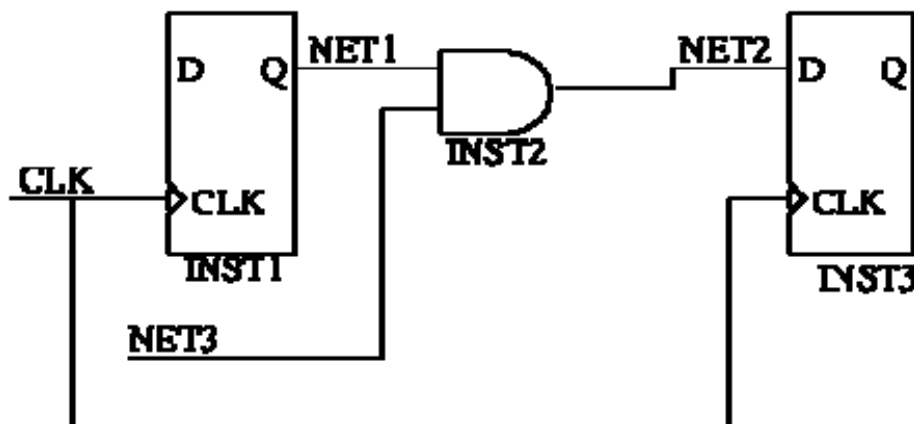 NET1
NET2
D
Q
D
Q
INST2
CLK
CLK
CLK
INST1
INST3
NET3